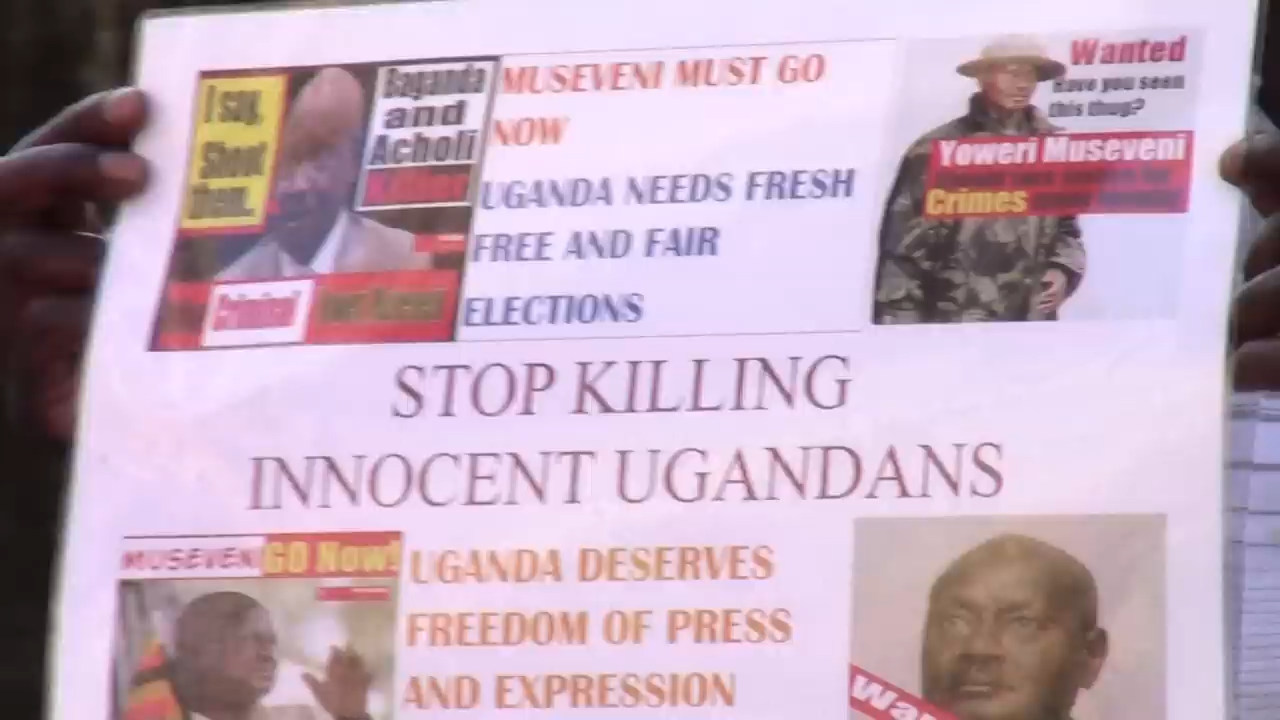 I say,
Shoot
them..
Baganda
and
Acholi
Killer
MUSEVENI MUST GO
NOW
UGANDA NEEDS FRESH
FREE AND FAIR
ELECTIONS
Wanted
Have you seen
this thug?
Yoweri Museveni
Crimes
Criminal
STOP KILLING
INNOCENT UGANDANS
MUSEVENI GO Now!
UGANDA DESERVES
FREEDOM OF PRESS
AND EXPRESSION